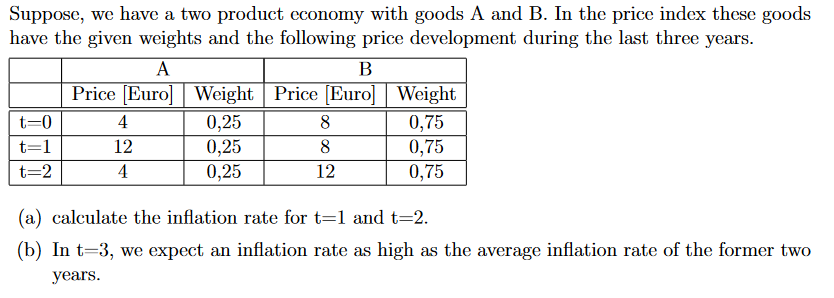 Suppose, we have a two product economy with goods A and B. In the price index these goods
have the given weights and the following price development during the last three years.
A B
Price [Euro] Weight Price [Euro] Weight
t=0 4 0,25 8 0,75
t=1 12 0,25 8 0,75
t=2 4 0,25 12 0,75
(a) calculate the inflation rate for t=1 and t=2.
(b) In t=3, we expect an inflation rate as high as the average inflation rate of the former two
years.